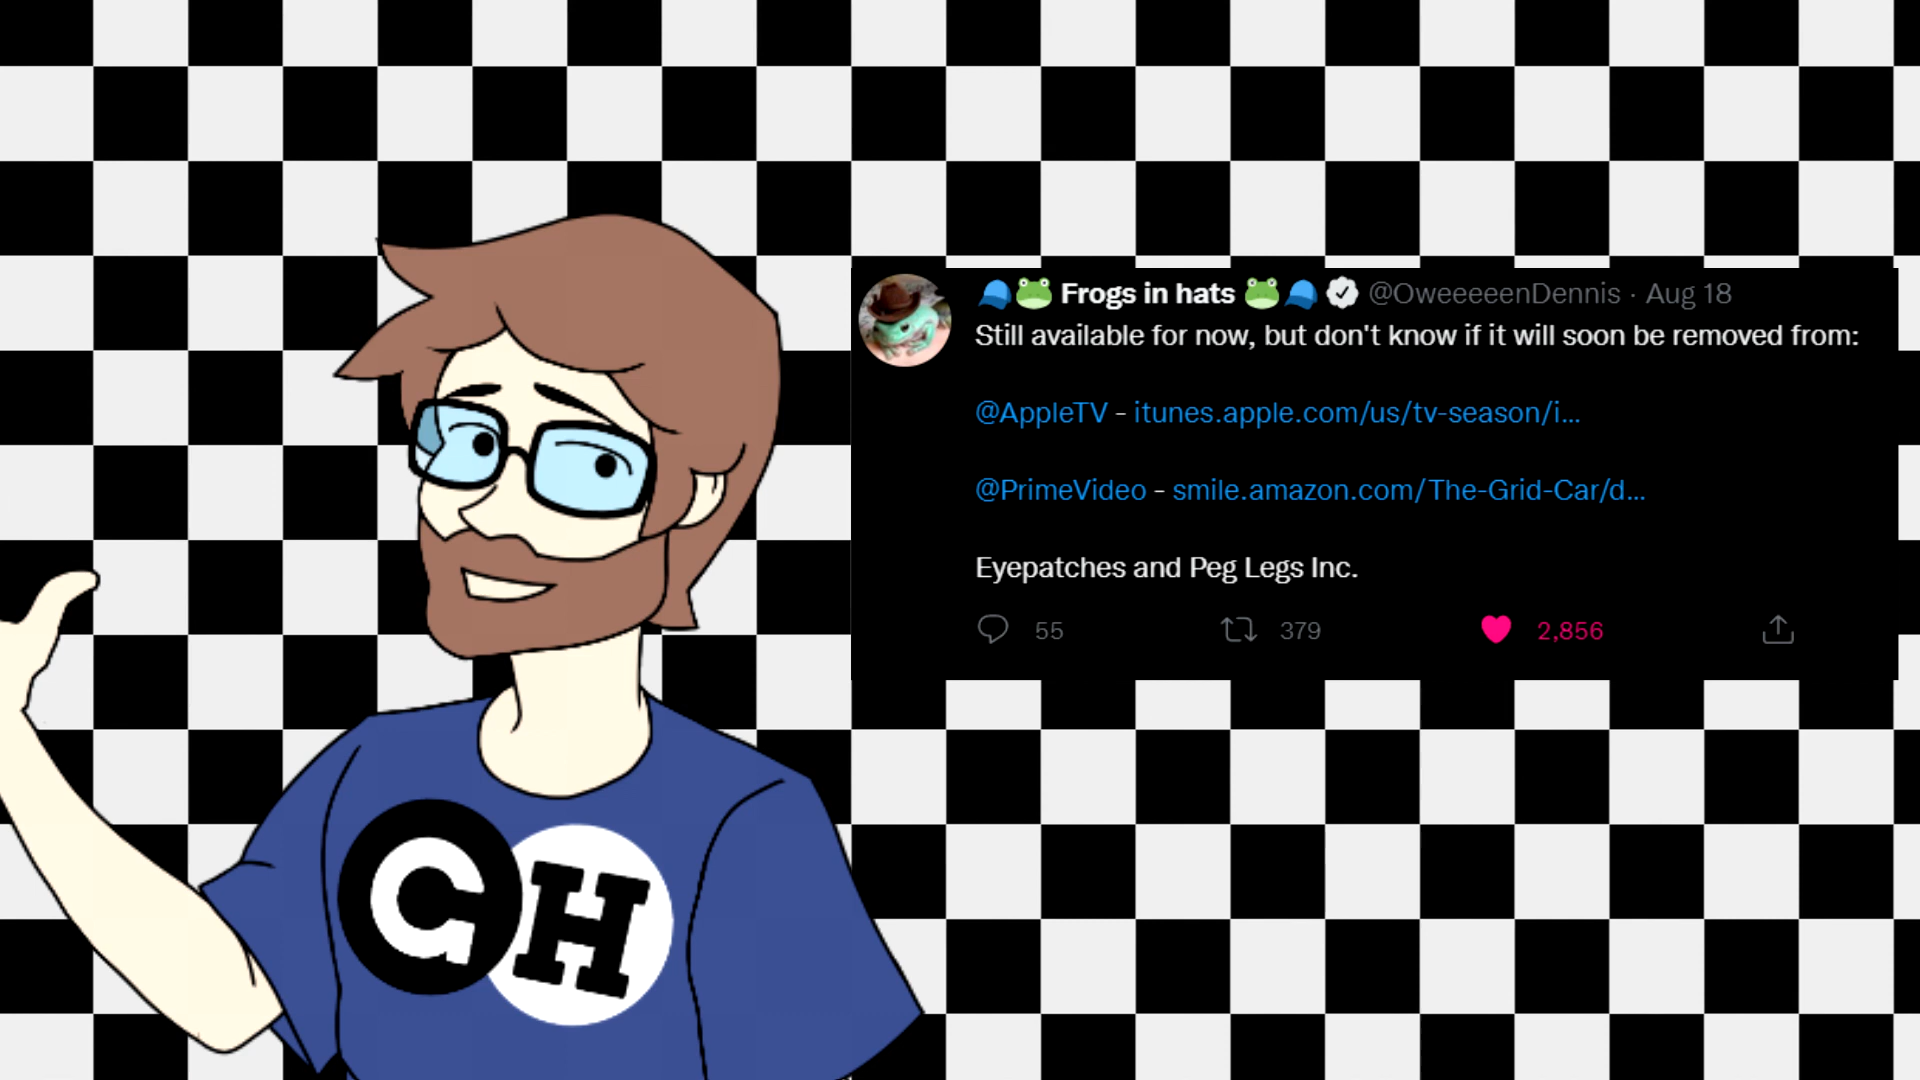 🧢🐸 Frogs in hats 🐸🧢 @OweeeeenDennis · Aug 18
Still available for now, but don't know if it will soon be removed from:
@AppleTV - itunes.apple.com/us/tv-season/i...
@PrimeVideo - smile.amazon.com/The-Grid-Car/d...
Eyepatches and Peg Legs Inc.
55 379 2,856
GH